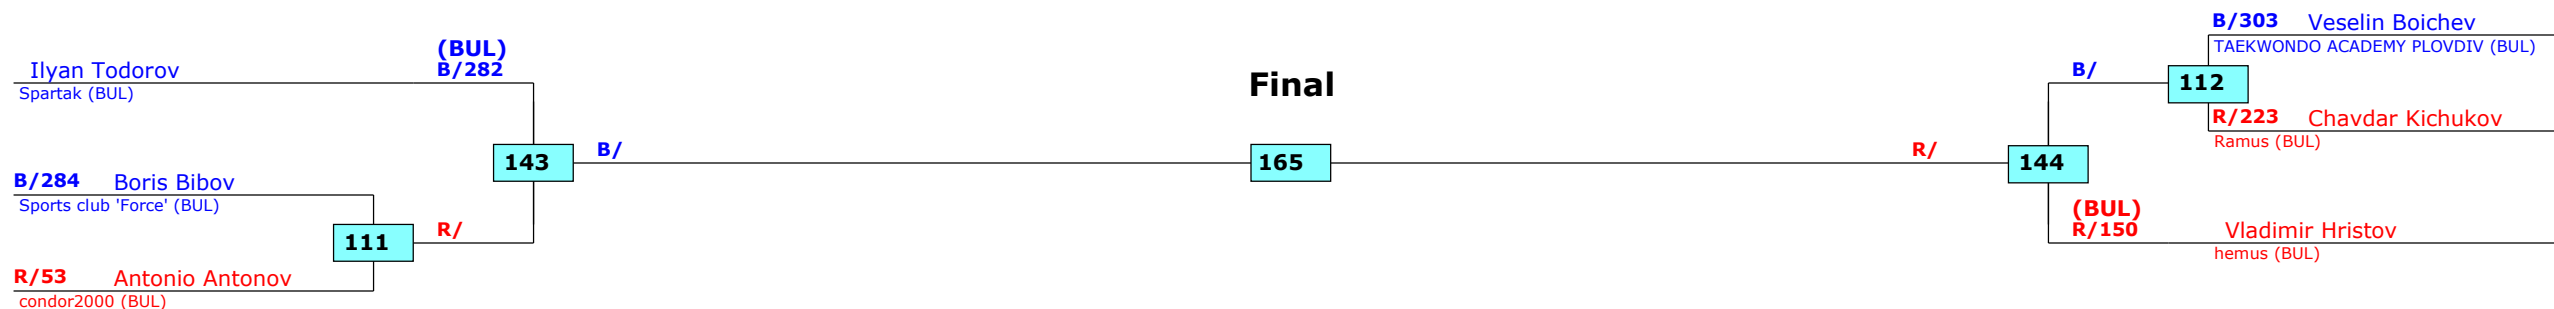 (BUL)
Ilyan Todorov
B/282
Spartak (BUL)
B/284 Boris Bibov
Sports club 'Force' (BUL)
R/53 Antonio Antonov
condor2000 (BUL)
111
R/
143
B/
Final
165
R/
144
B/
112
B/303 Veselin Boichev
TAEKWONDO ACADEMY PLOVDIV (BUL)
R/223 Chavdar Kichukov
Ramus (BUL)
(BUL)
R/150 Vladimir Hristov
hemus (BUL)